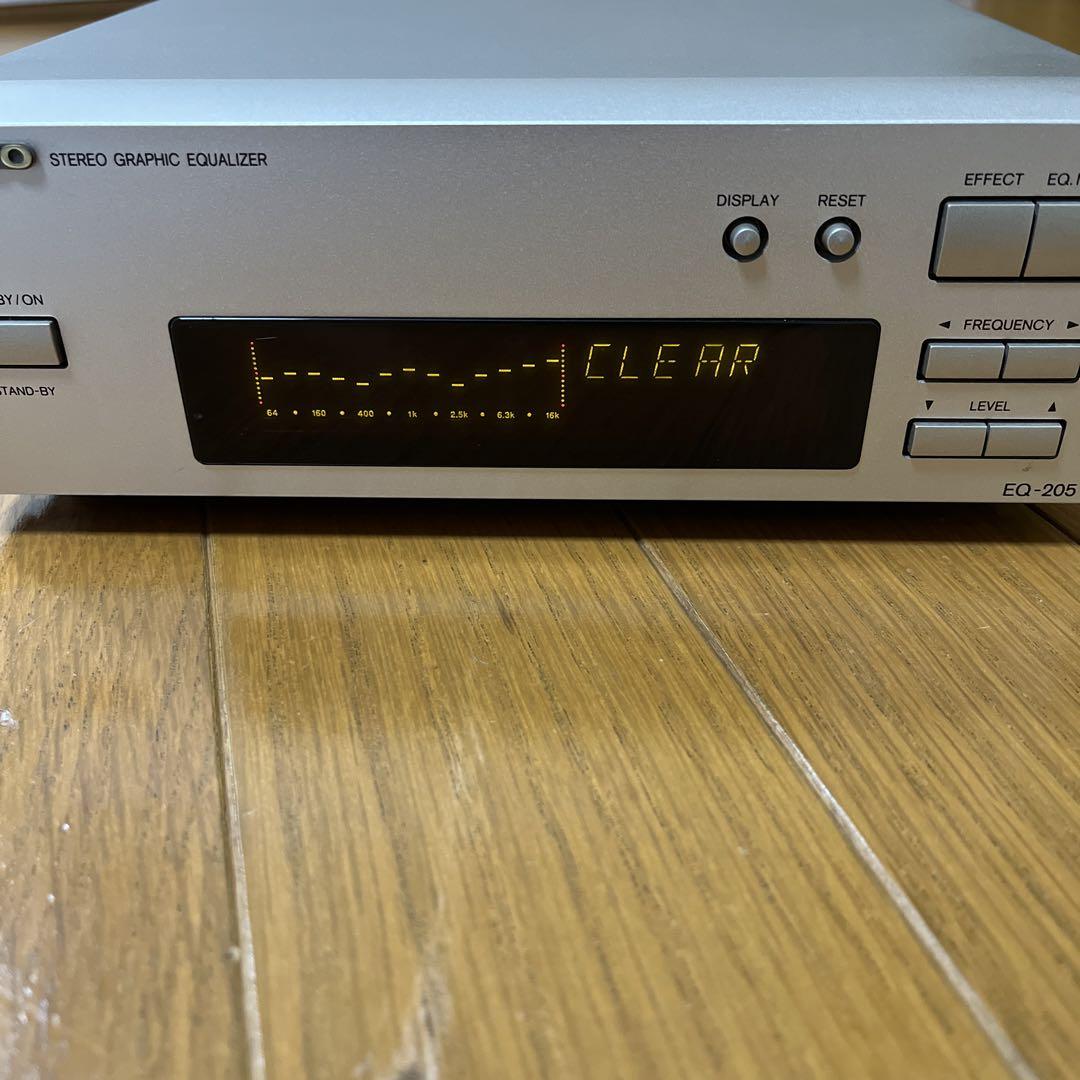 STEREO GRAPHIC EQUALIZER
DISPLAY
RESET
EFFECT
BY / ON
STAND-BY
◄ FREQUENCY ►
▼ LEVEL ▲
CLEAR
64 • 160 • 400 • 1k • 2.5k • 6.3k • 16k
EQ-205